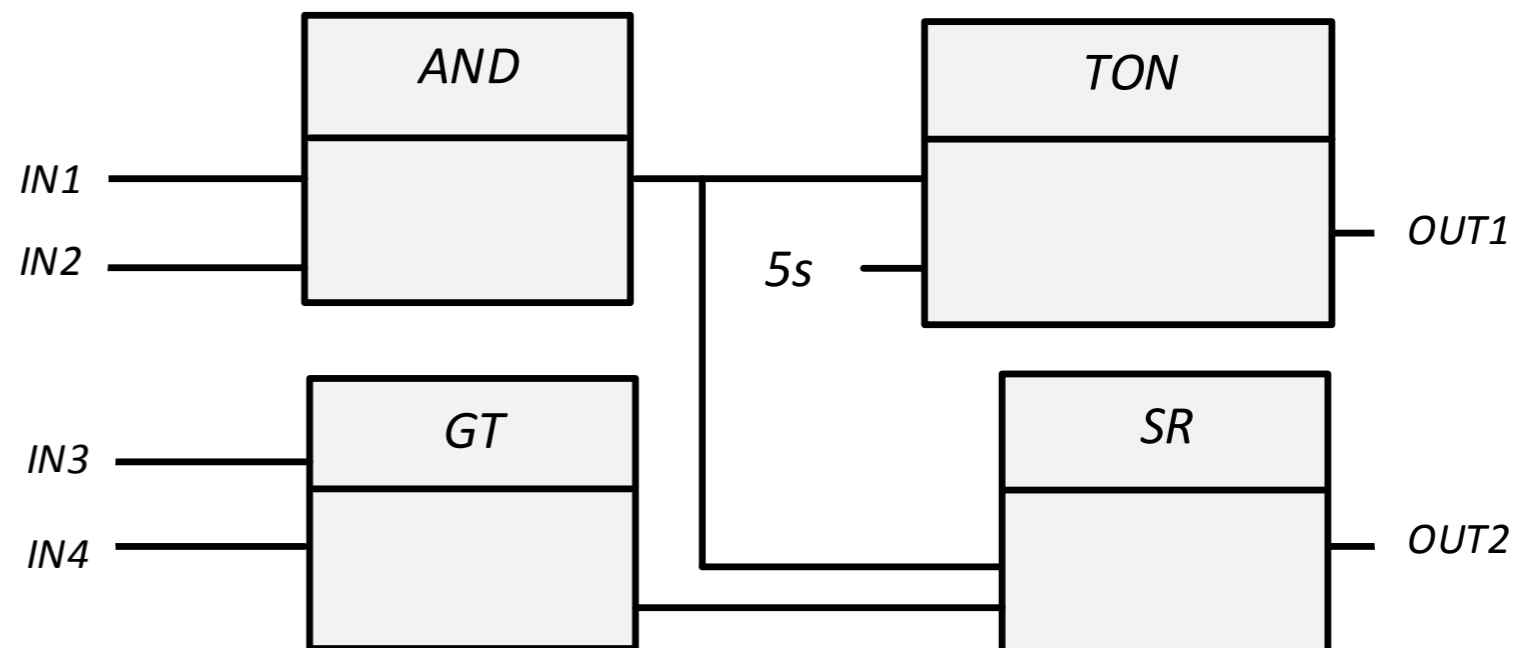 AND
TON
IN1
IN2
5s
OUT1
GT
SR
IN3
IN4
OUT2